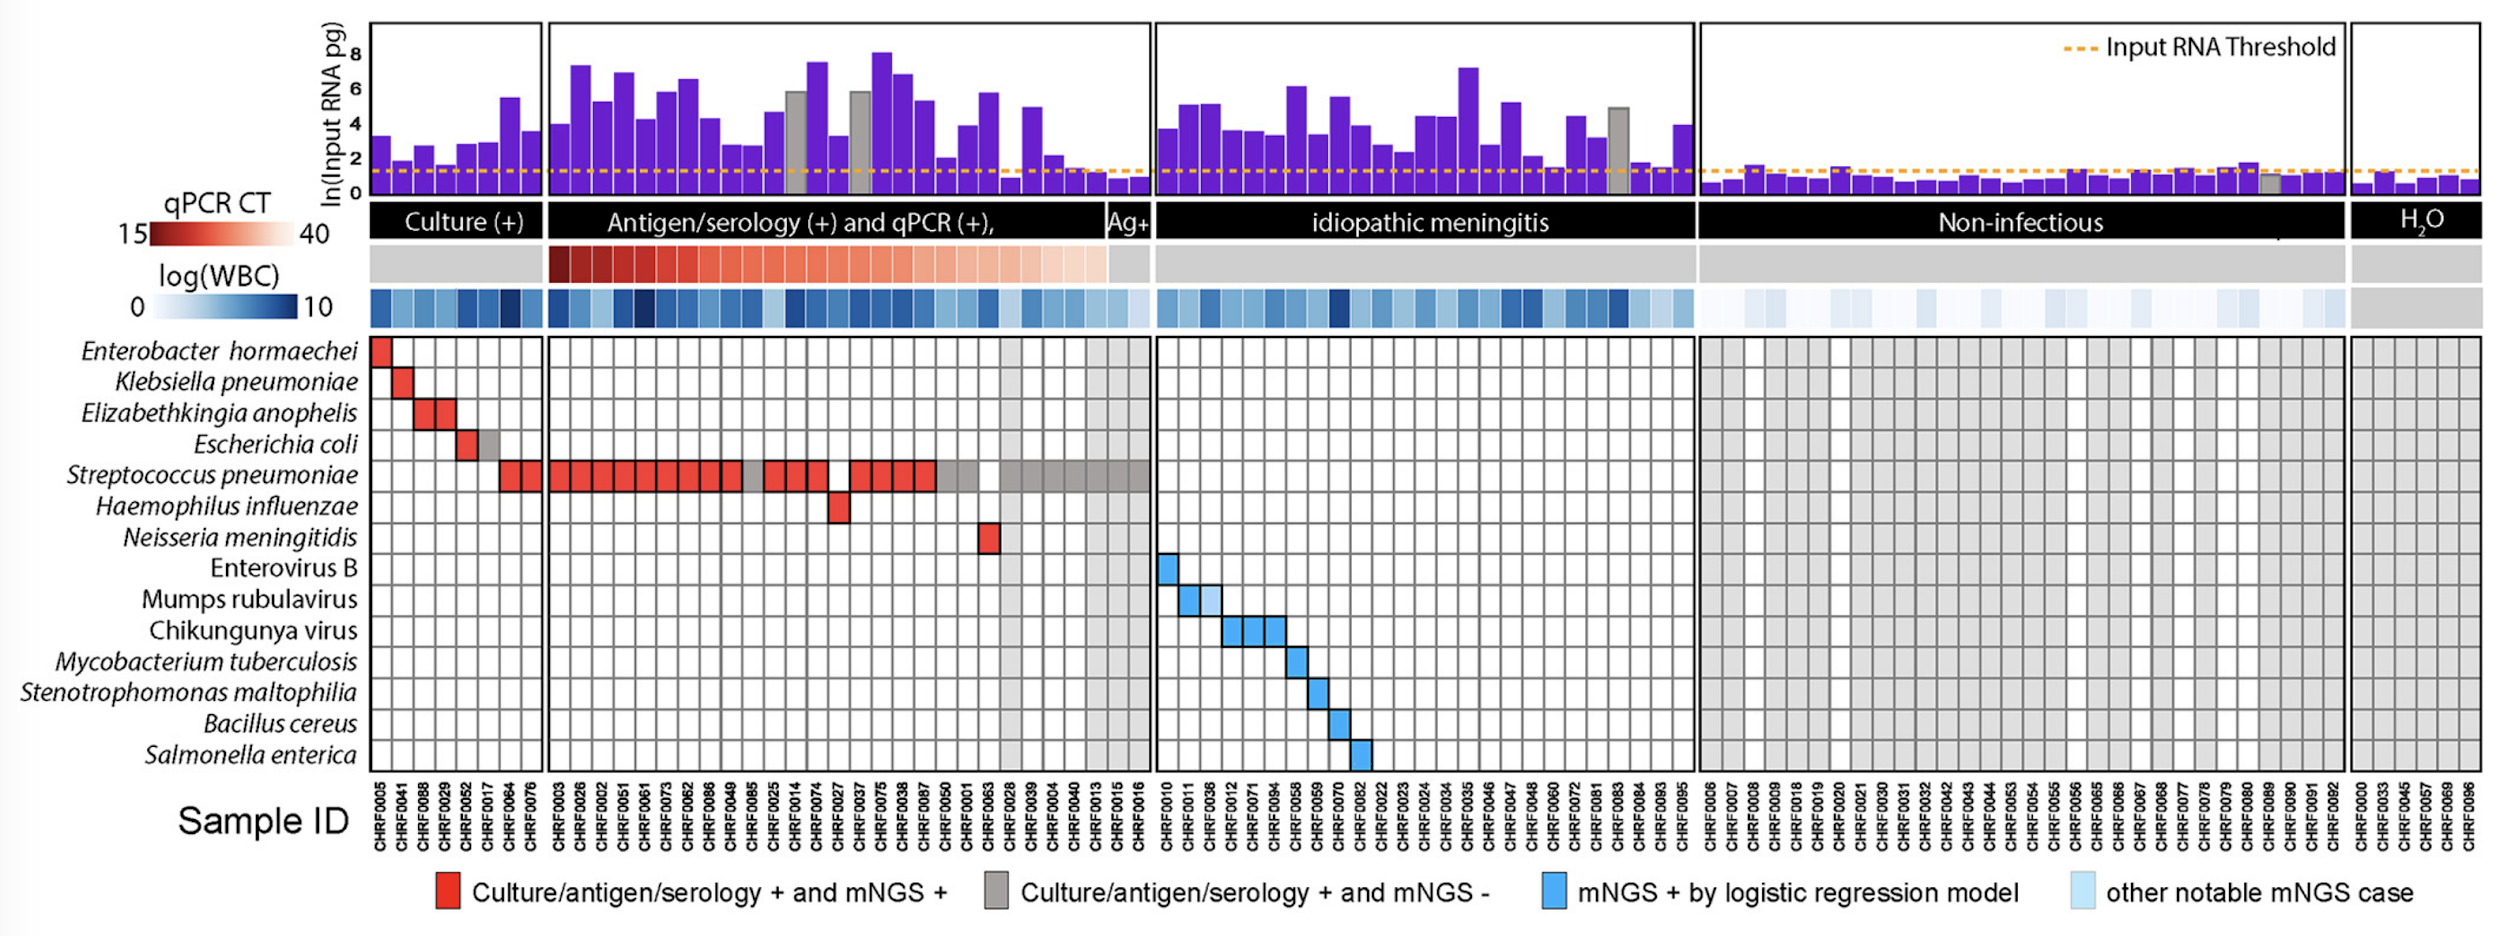 ln(Input RNA pg)
8
6
4
2
0
Input RNA Threshold
qPCR CT
15 40
log(WBC)
0 10
Culture (+) Antigen/serology (+) and qPCR (+), Ag+ idiopathic meningitis Non-infectious H2O
Enterobacter hormaechei
Klebsiella pneumoniae
Elizabethkingia anophelis
Escherichia coli
Streptococcus pneumoniae
Haemophilus influenzae
Neisseria meningitidis
Enterovirus B
Mumps rubulavirus
Chikungunya virus
Mycobacterium tuberculosis
Stenotrophomonas maltophilia
Bacillus cereus
Salmonella enterica
Sample ID
CHRF0005
CHRF0041
CHRF0088
CHRF0029
CHRF0052
CHRF0017
CHRF0064
CHRF0076
CHRF0003
CHRF0026
CHRF0002
CHRF0051
CHRF0061
CHRF0073
CHRF0062
CHRF0086
CHRF0049
CHRF0085
CHRF0025
CHRF0014
CHRF0074
CHRF0027
CHRF0037
CHRF0075
CHRF0038
CHRF0087
CHRF0050
CHRF0001
CHRF0063
CHRF0028
CHRF0039
CHRF0004
CHRF0040
CHRF0013
CHRF0015
CHRF0016
CHRF0010
CHRF0011
CHRF0036
CHRF0012
CHRF0071
CHRF0094
CHRF0058
CHRF0059
CHRF0070
CHRF0082
CHRF0022
CHRF0023
CHRF0024
CHRF0034
CHRF0035
CHRF0046
CHRF0047
CHRF0048
CHRF0060
CHRF0072
CHRF0081
CHRF0083
CHRF0084
CHRF0093
CHRF0095
CHRF0006
CHRF0007
CHRF0008
CHRF0009
CHRF0018
CHRF0019
CHRF0020
CHRF0021
CHRF0030
CHRF0031
CHRF0032
CHRF0042
CHRF0043
CHRF0044
CHRF0053
CHRF0054
CHRF0055
CHRF0056
CHRF0065
CHRF0066
CHRF0067
CHRF0068
CHRF0077
CHRF0078
CHRF0079
CHRF0080
CHRF0089
CHRF0090
CHRF0091
CHRF0092
CHRF0000
CHRF0033
CHRF0045
CHRF0057
CHRF0069
CHRF0096
Culture/antigen/serology + and mNGS +
Culture/antigen/serology + and mNGS -
mNGS + by logistic regression model
other notable mNGS case